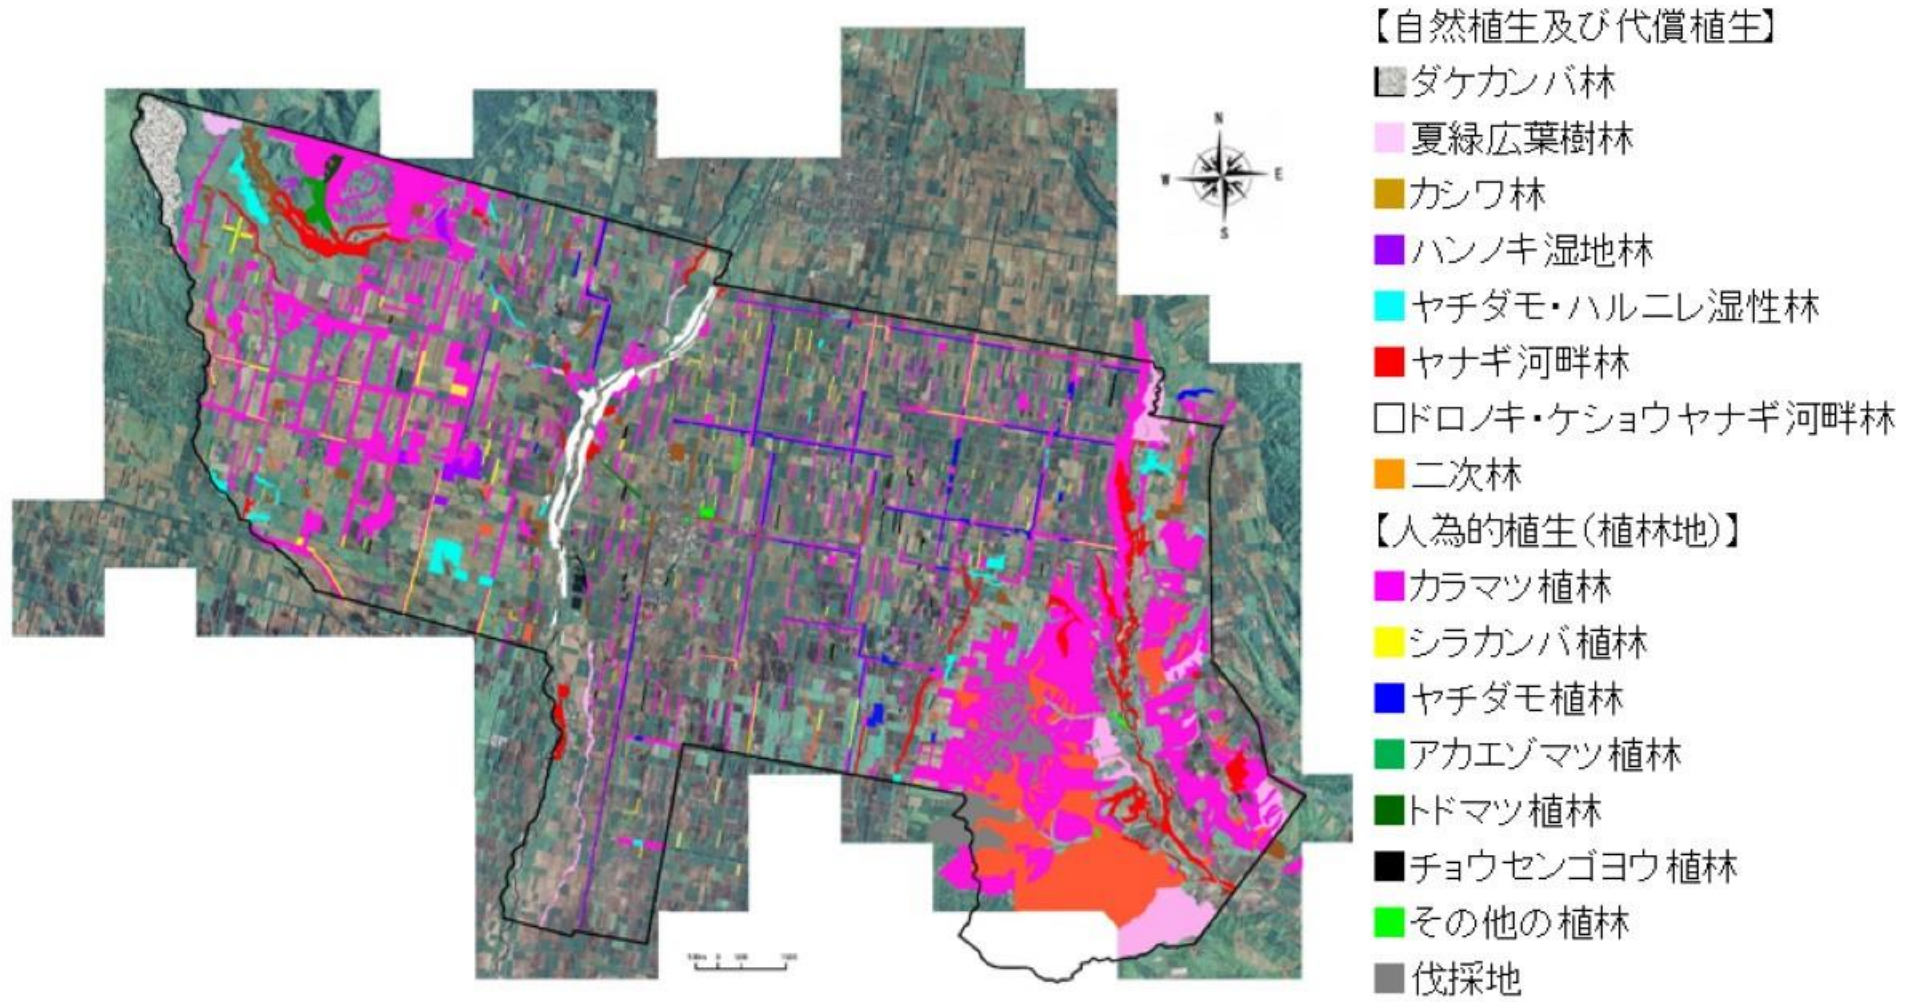 【自然植生及び代償植生】
ダケカンバ林
夏緑広葉樹林
カシワ林
ハンノキ湿地林
ヤチダモ・ハルニレ湿性林
ヤナギ河畔林
ドロノキ・ケショウヤナギ河畔林
二次林
【人為的植生(植林地)】
カラマツ植林
シラカンバ植林
ヤチダモ植林
アカエゾマツ植林
トドマツ植林
チョウセンゴヨウ植林
その他の植林
伐採地
N
W
E
S